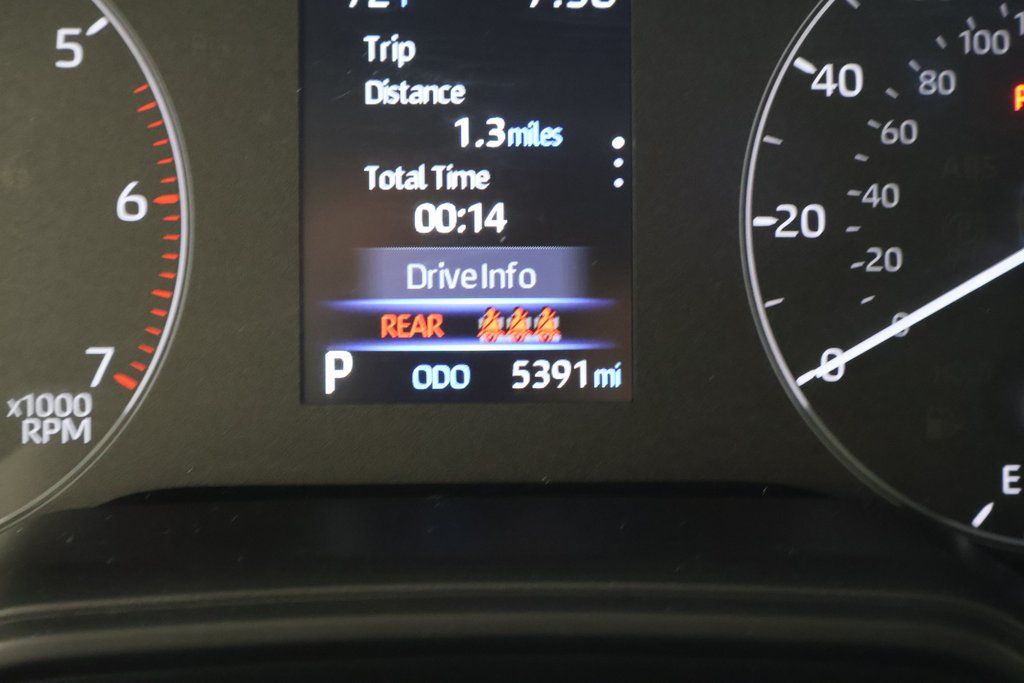 Trip
Distance
1.3 miles
Total Time
00:14
Drive Info
REAR
P ODO 5391 mi
5
6
7
x1000
RPM
100
80
60
40
20
0
40
20
0
E